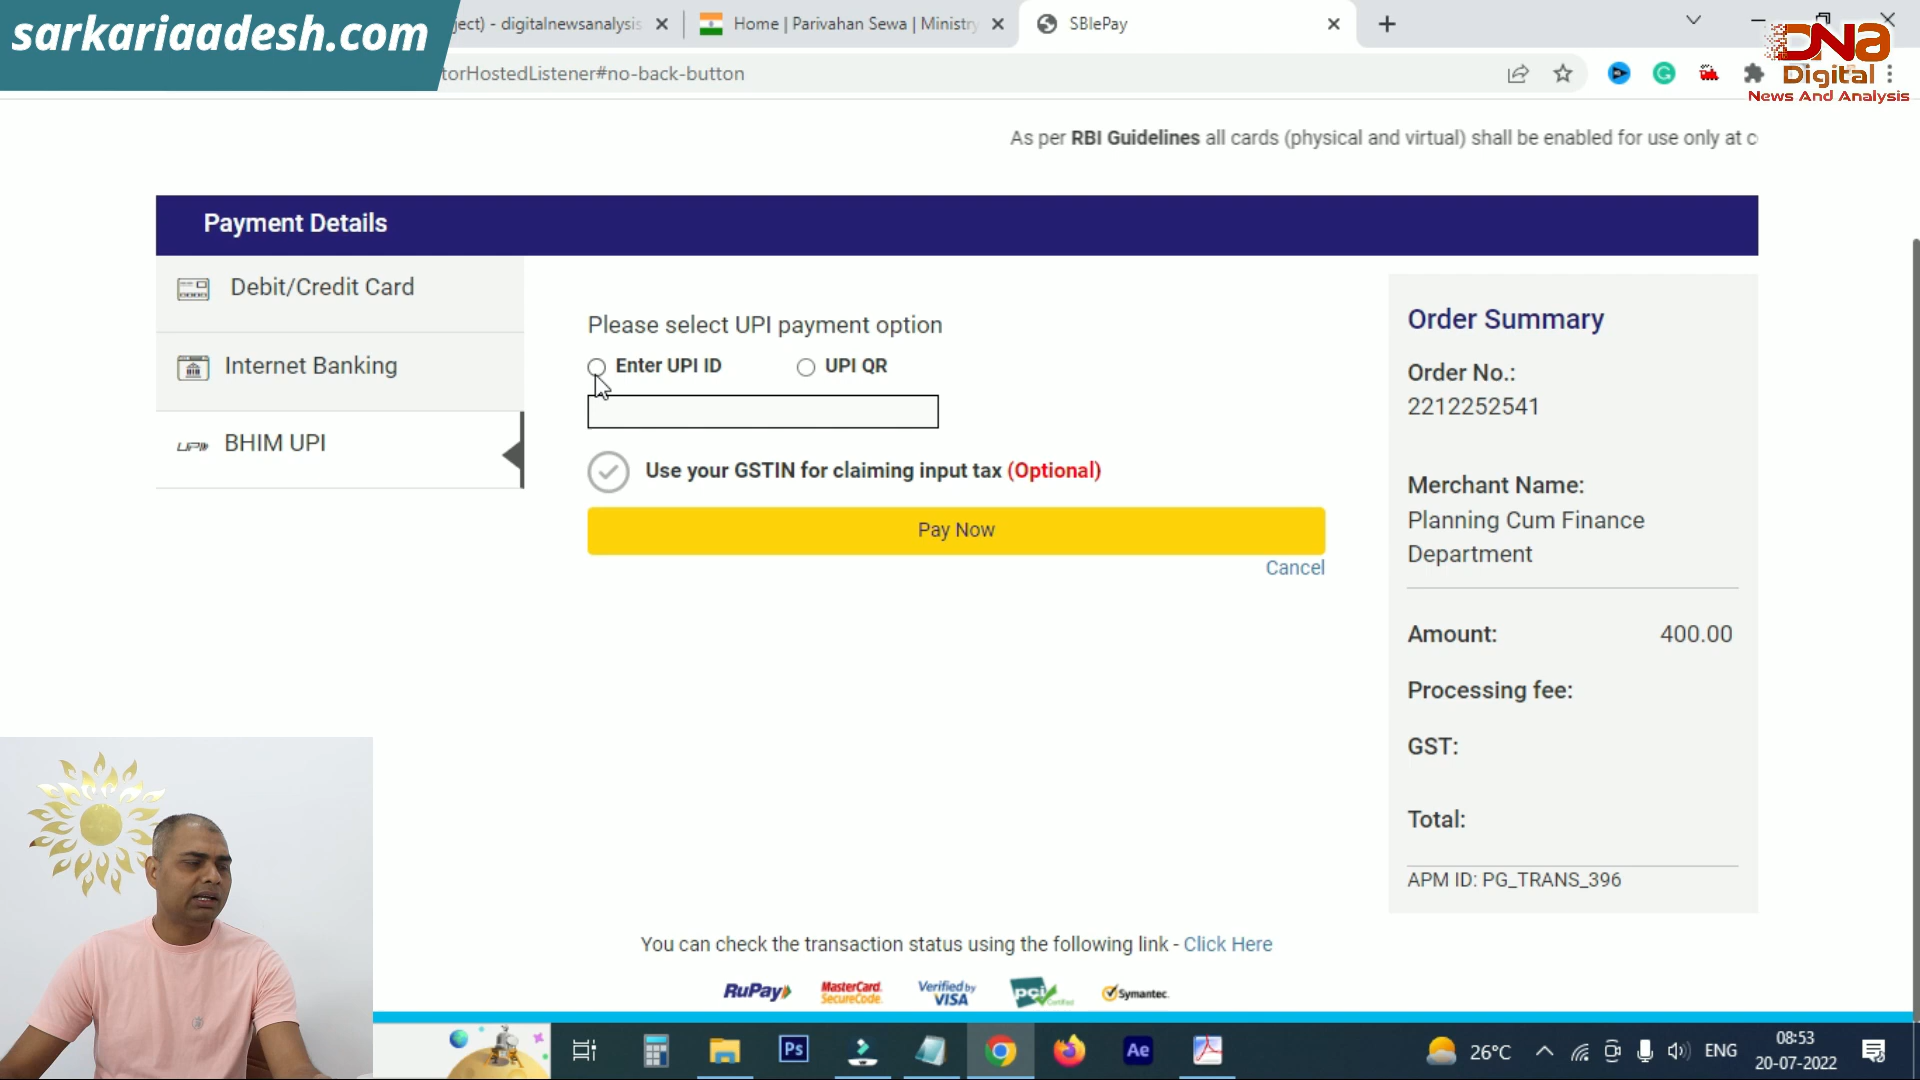 sarkariaadesh.com
ject) - digitalnewsanalysis
Home | Parivahan Sewa | Ministry
SBIePay
DNA
Digital
News And Analysis
torHostedListener#no-back-button
As per RBI Guidelines all cards (physical and virtual) shall be enabled for use only at c
Payment Details
Debit/Credit Card
Internet Banking
UPI BHIM UPI
Please select UPI payment option
Enter UPI ID
UPI QR
Use your GSTIN for claiming input tax (Optional)
Pay Now
Cancel
Order Summary
Order No.:
2212252541
Merchant Name:
Planning Cum Finance
Department
Amount: 400.00
Processing fee:
GST:
Total:
APM ID: PG_TRANS_396
You can check the transaction status using the following link - Click Here
RuPay
MasterCard.
SecureCode.
Verified by
VISA
pci
Certified
Symantec.
Ps
Ae
26°C
ENG
08:53
20-07-2022